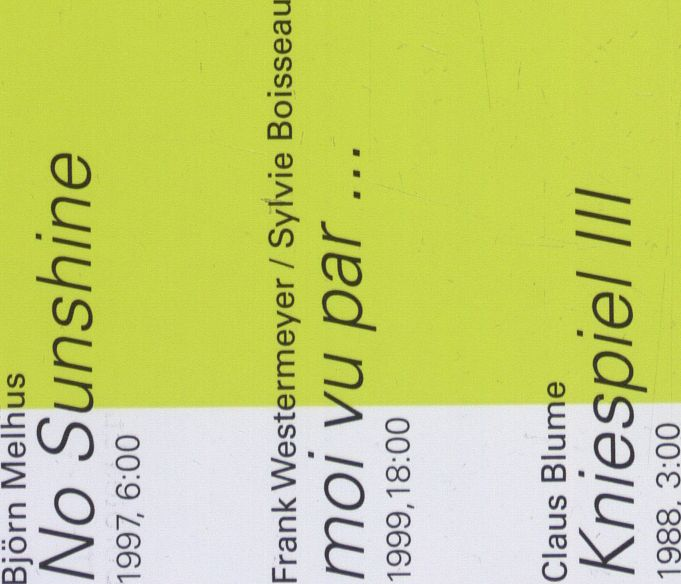 Björn Melhus
No Sunshine
1997, 6:00
Frank Westermeyer / Sylvie Boisseau
moi vu par ...
1999,18:00
Claus Blume
Kniespiel III
1988, 3:00